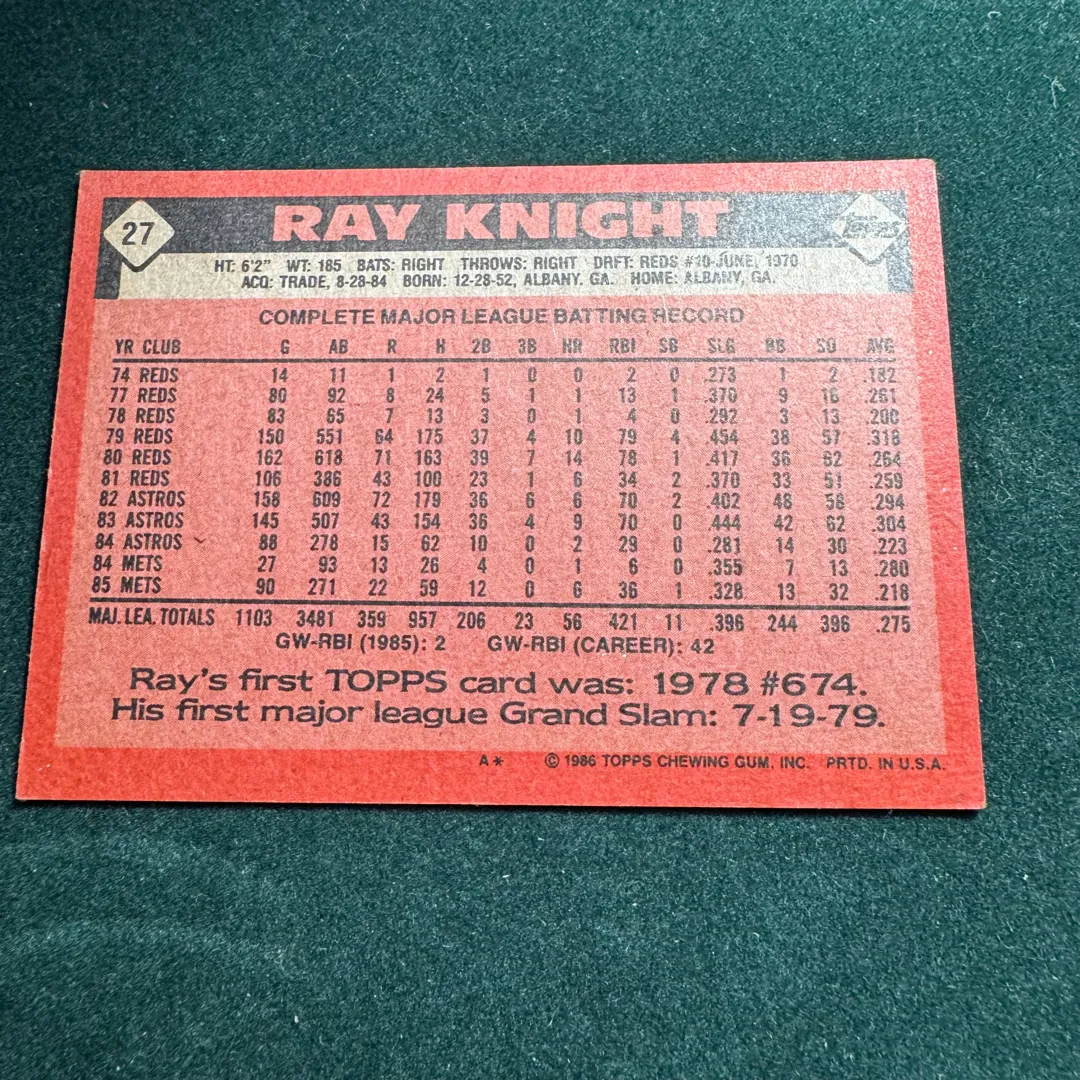 27
RAY KNIGHT
Topps
HT: 6'2" WT: 185 BATS: RIGHT THROWS: RIGHT DRFT: REDS #10-JUNE, 1970
ACQ: TRADE, 8-28-84 BORN: 12-28-52, ALBANY, GA. HOME: ALBANY, GA.
COMPLETE MAJOR LEAGUE BATTING RECORD
YR CLUB G AB R H 2B 3B HR RBI SB SLG BB SO AVG
74 REDS 14 11 1 2 1 0 0 2 0 .273 1 2 .182
77 REDS 80 92 8 24 5 1 1 13 1 .370 9 16 .261
78 REDS 83 65 7 13 3 0 1 4 0 .292 3 13 .200
79 REDS 150 551 64 175 37 4 10 79 4 .454 38 57 .318
80 REDS 162 618 71 163 39 7 14 78 1 .417 36 62 .264
81 REDS 106 386 43 100 23 1 6 34 2 .370 33 51 .259
82 ASTROS 158 609 72 179 36 6 6 70 2 .402 48 58 .294
83 ASTROS 145 507 43 154 36 4 9 70 0 .444 42 62 .304
84 ASTROS 88 278 15 62 10 0 2 29 0 .281 14 30 .223
84 METS 27 93 13 26 4 0 1 6 0 .355 7 13 .280
85 METS 90 271 22 59 12 0 6 36 1 .328 13 32 .218
MAJ. LEA. TOTALS 1103 3481 359 957 206 23 56 421 11 .396 244 396 .275
GW-RBI (1985): 2 GW-RBI (CAREER): 42
Ray's first TOPPS card was: 1978 #674.
His first major league Grand Slam: 7-19-79.
A* © 1986 TOPPS CHEWING GUM, INC. PRTD. IN U.S.A.